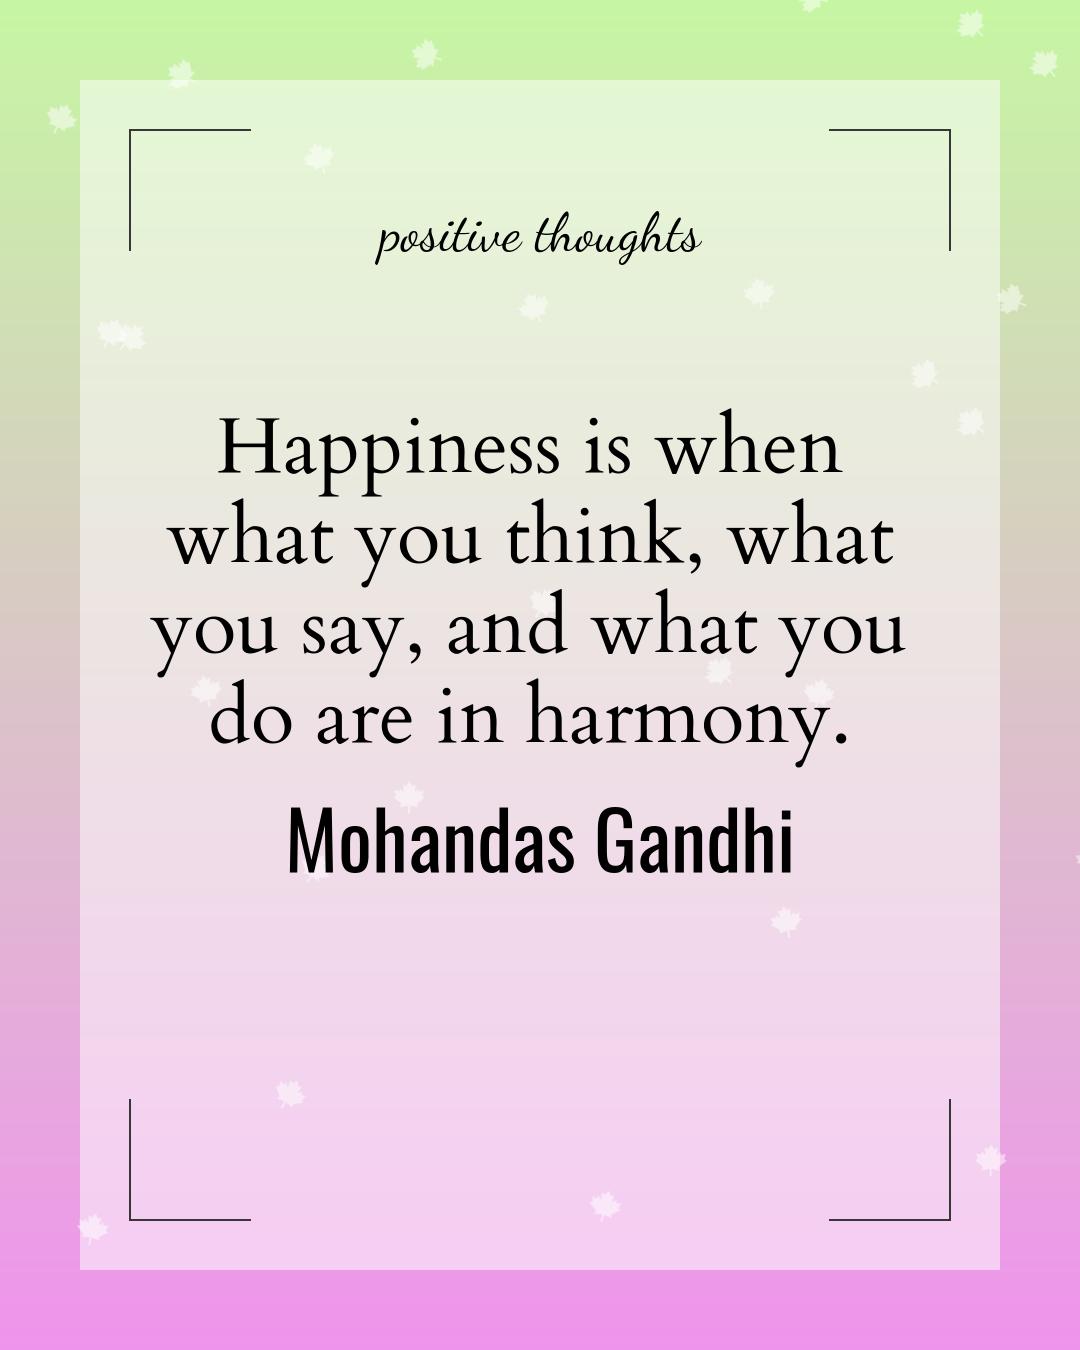 positive thoughts
Happiness is when
what you think, what
you say, and what you
do are in harmony.
Mohandas Gandhi